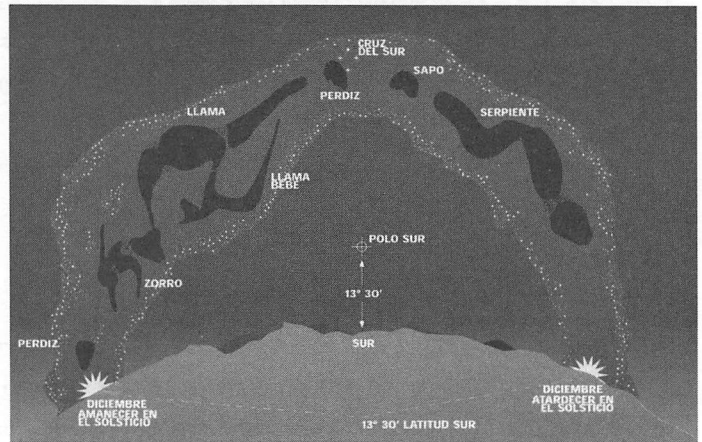 CRUZ
DEL SUR
SAPO
PERDIZ
LLAMA
SERPIENTE
LLAMA
BEBE
POLO SUR
ZORRO
13° 30'
PERDIZ
SUR
DICIEMBRE
AMANECER EN
EL SOLSTICIO
DICIEMBRE
ATARDECER EN
EL SOLSTICIO
13° 30' LATITUD SUR